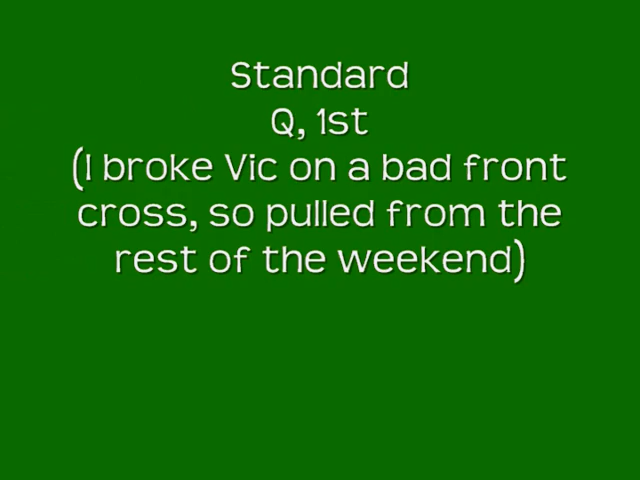 Standard
Q, 1st
(I broke Vic on a bad front
cross, so pulled from the
rest of the weekend)